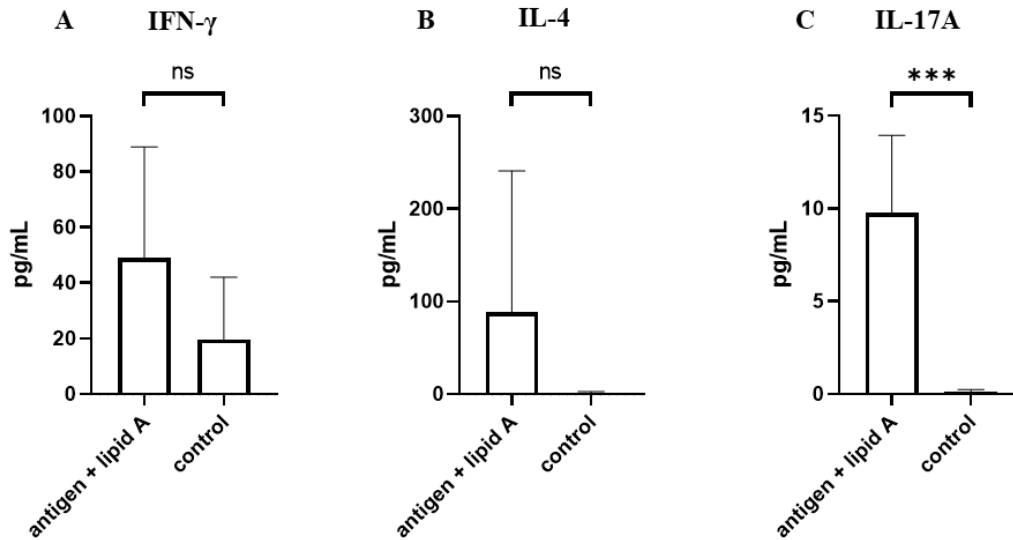 A IFN-γ
ns
100
80
60
40
20
0
pg/mL
antigen + lipid A
control
B IL-4
ns
300
200
100
0
pg/mL
antigen + lipid A
control
C IL-17A
***
15
10
5
0
pg/mL
antigen + lipid A
control